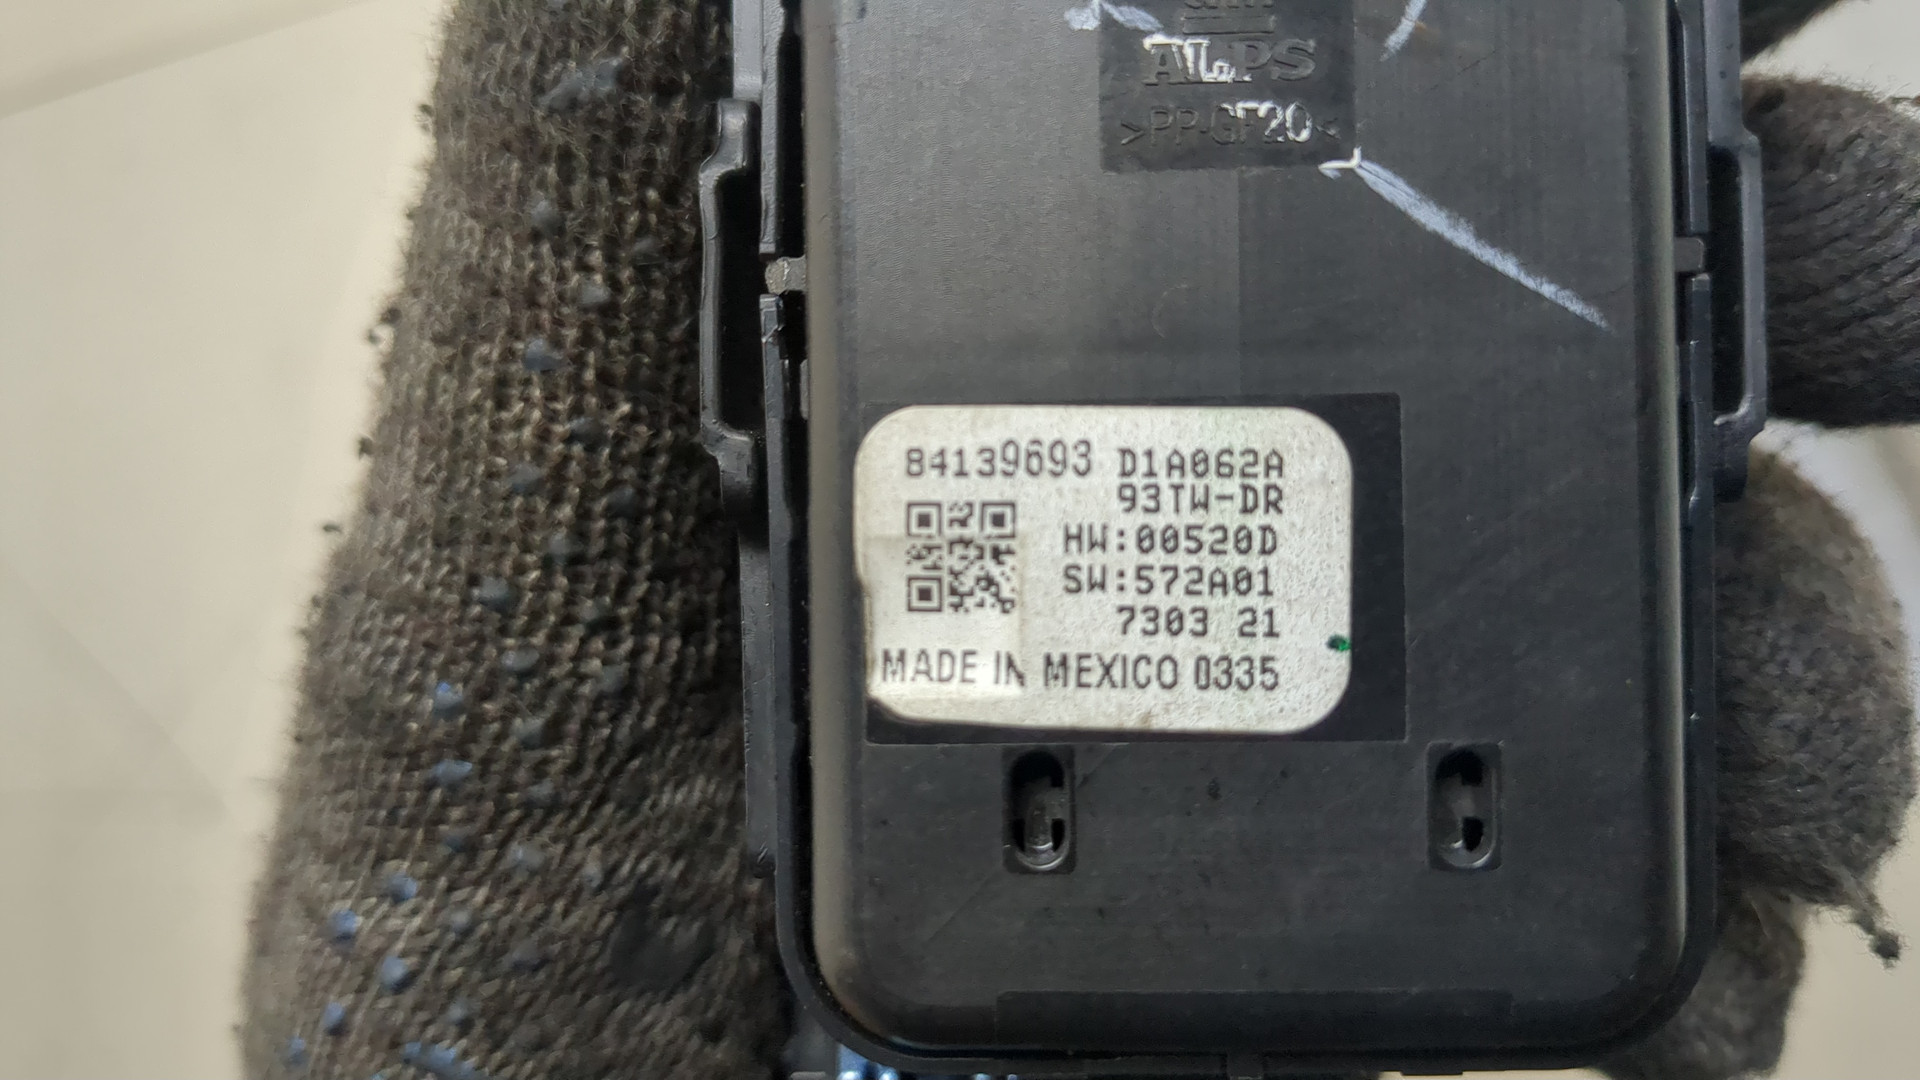 ALPS
>PP-GF20<
84139693 D1A062A
93TW-DR
HW:00520D
SW:572A01
7303 21
MADE IN MEXICO 0335